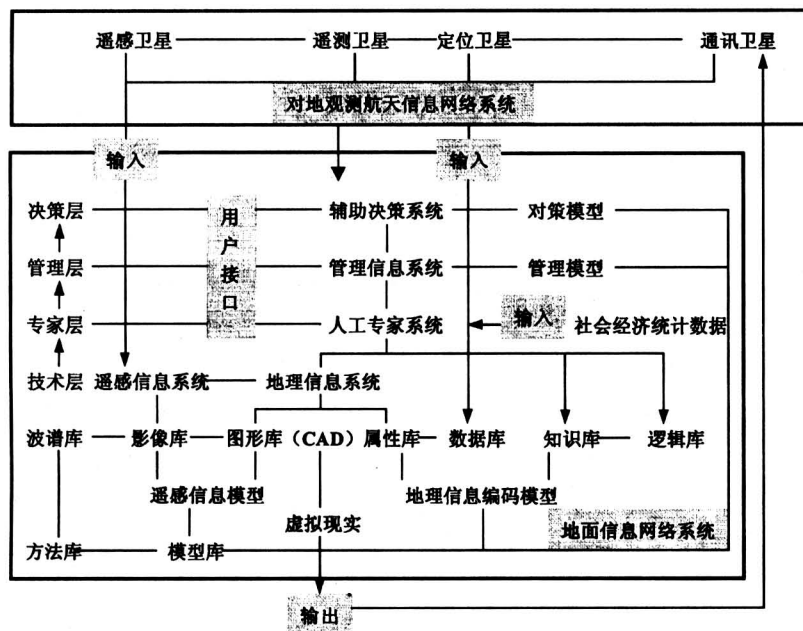 遥感卫星 遥测卫星 定位卫星 通讯卫星
对地观测航天信息网络系统
输入 输入
决策层 用户接口 辅助决策系统 对策模型
管理层 管理信息系统 管理模型
专家层 人工专家系统 输入 社会经济统计数据
技术层 遥感信息系统 地理信息系统
波谱库 影像库 图形库（CAD）属性库 数据库 知识库 逻辑库
遥感信息模型 地理信息编码模型
虚拟现实 地面信息网络系统
方法库 模型库
输出